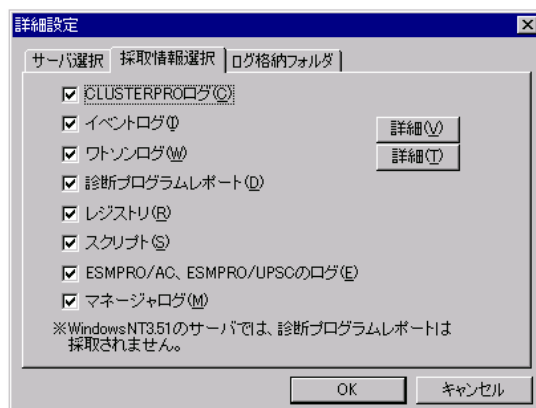 詳細設定
サーバ選択 採取情報選択 ログ格納フォルダ
CLUSTERPROログ(C)
イベントログ(I) 詳細(V)
ワトソンログ(W) 詳細(T)
診断プログラムレポート(D)
レジストリ(R)
スクリプト(S)
ESMPRO/AC、ESMPRO/UPSCのログ(E)
マネージャログ(M)
※WindowsNT3.51のサーバでは、診断プログラムレポートは
採取されません。
OK キャンセル